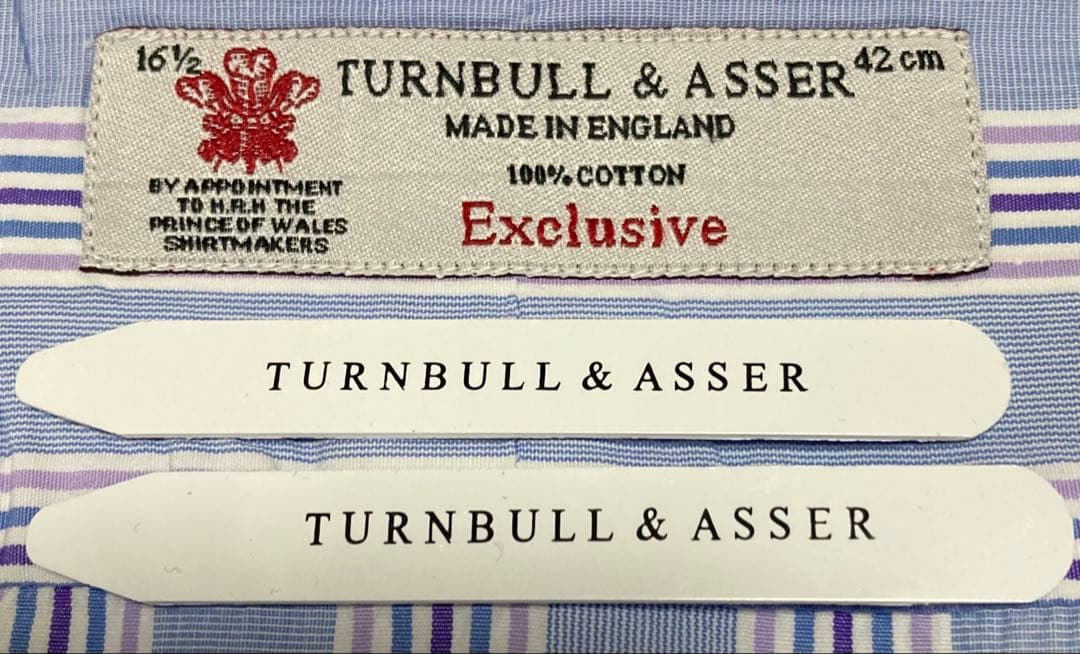 16½ TURNBULL & ASSER 42 cm
MADE IN ENGLAND
100% COTTON
Exclusive
BY APPOINTMENT
TO H.R.H THE
PRINCE OF WALES
SHIRTMAKERS
TURNBULL & ASSER
TURNBULL & ASSER